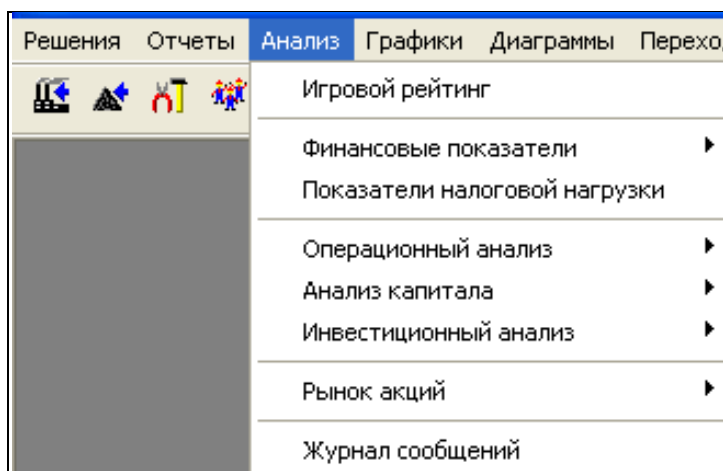 Решения Отчеты Анализ Графики Диаграммы Перехо
Игровой рейтинг
Финансовые показатели
Показатели налоговой нагрузки
Операционный анализ
Анализ капитала
Инвестиционный анализ
Рынок акций
Журнал сообщений